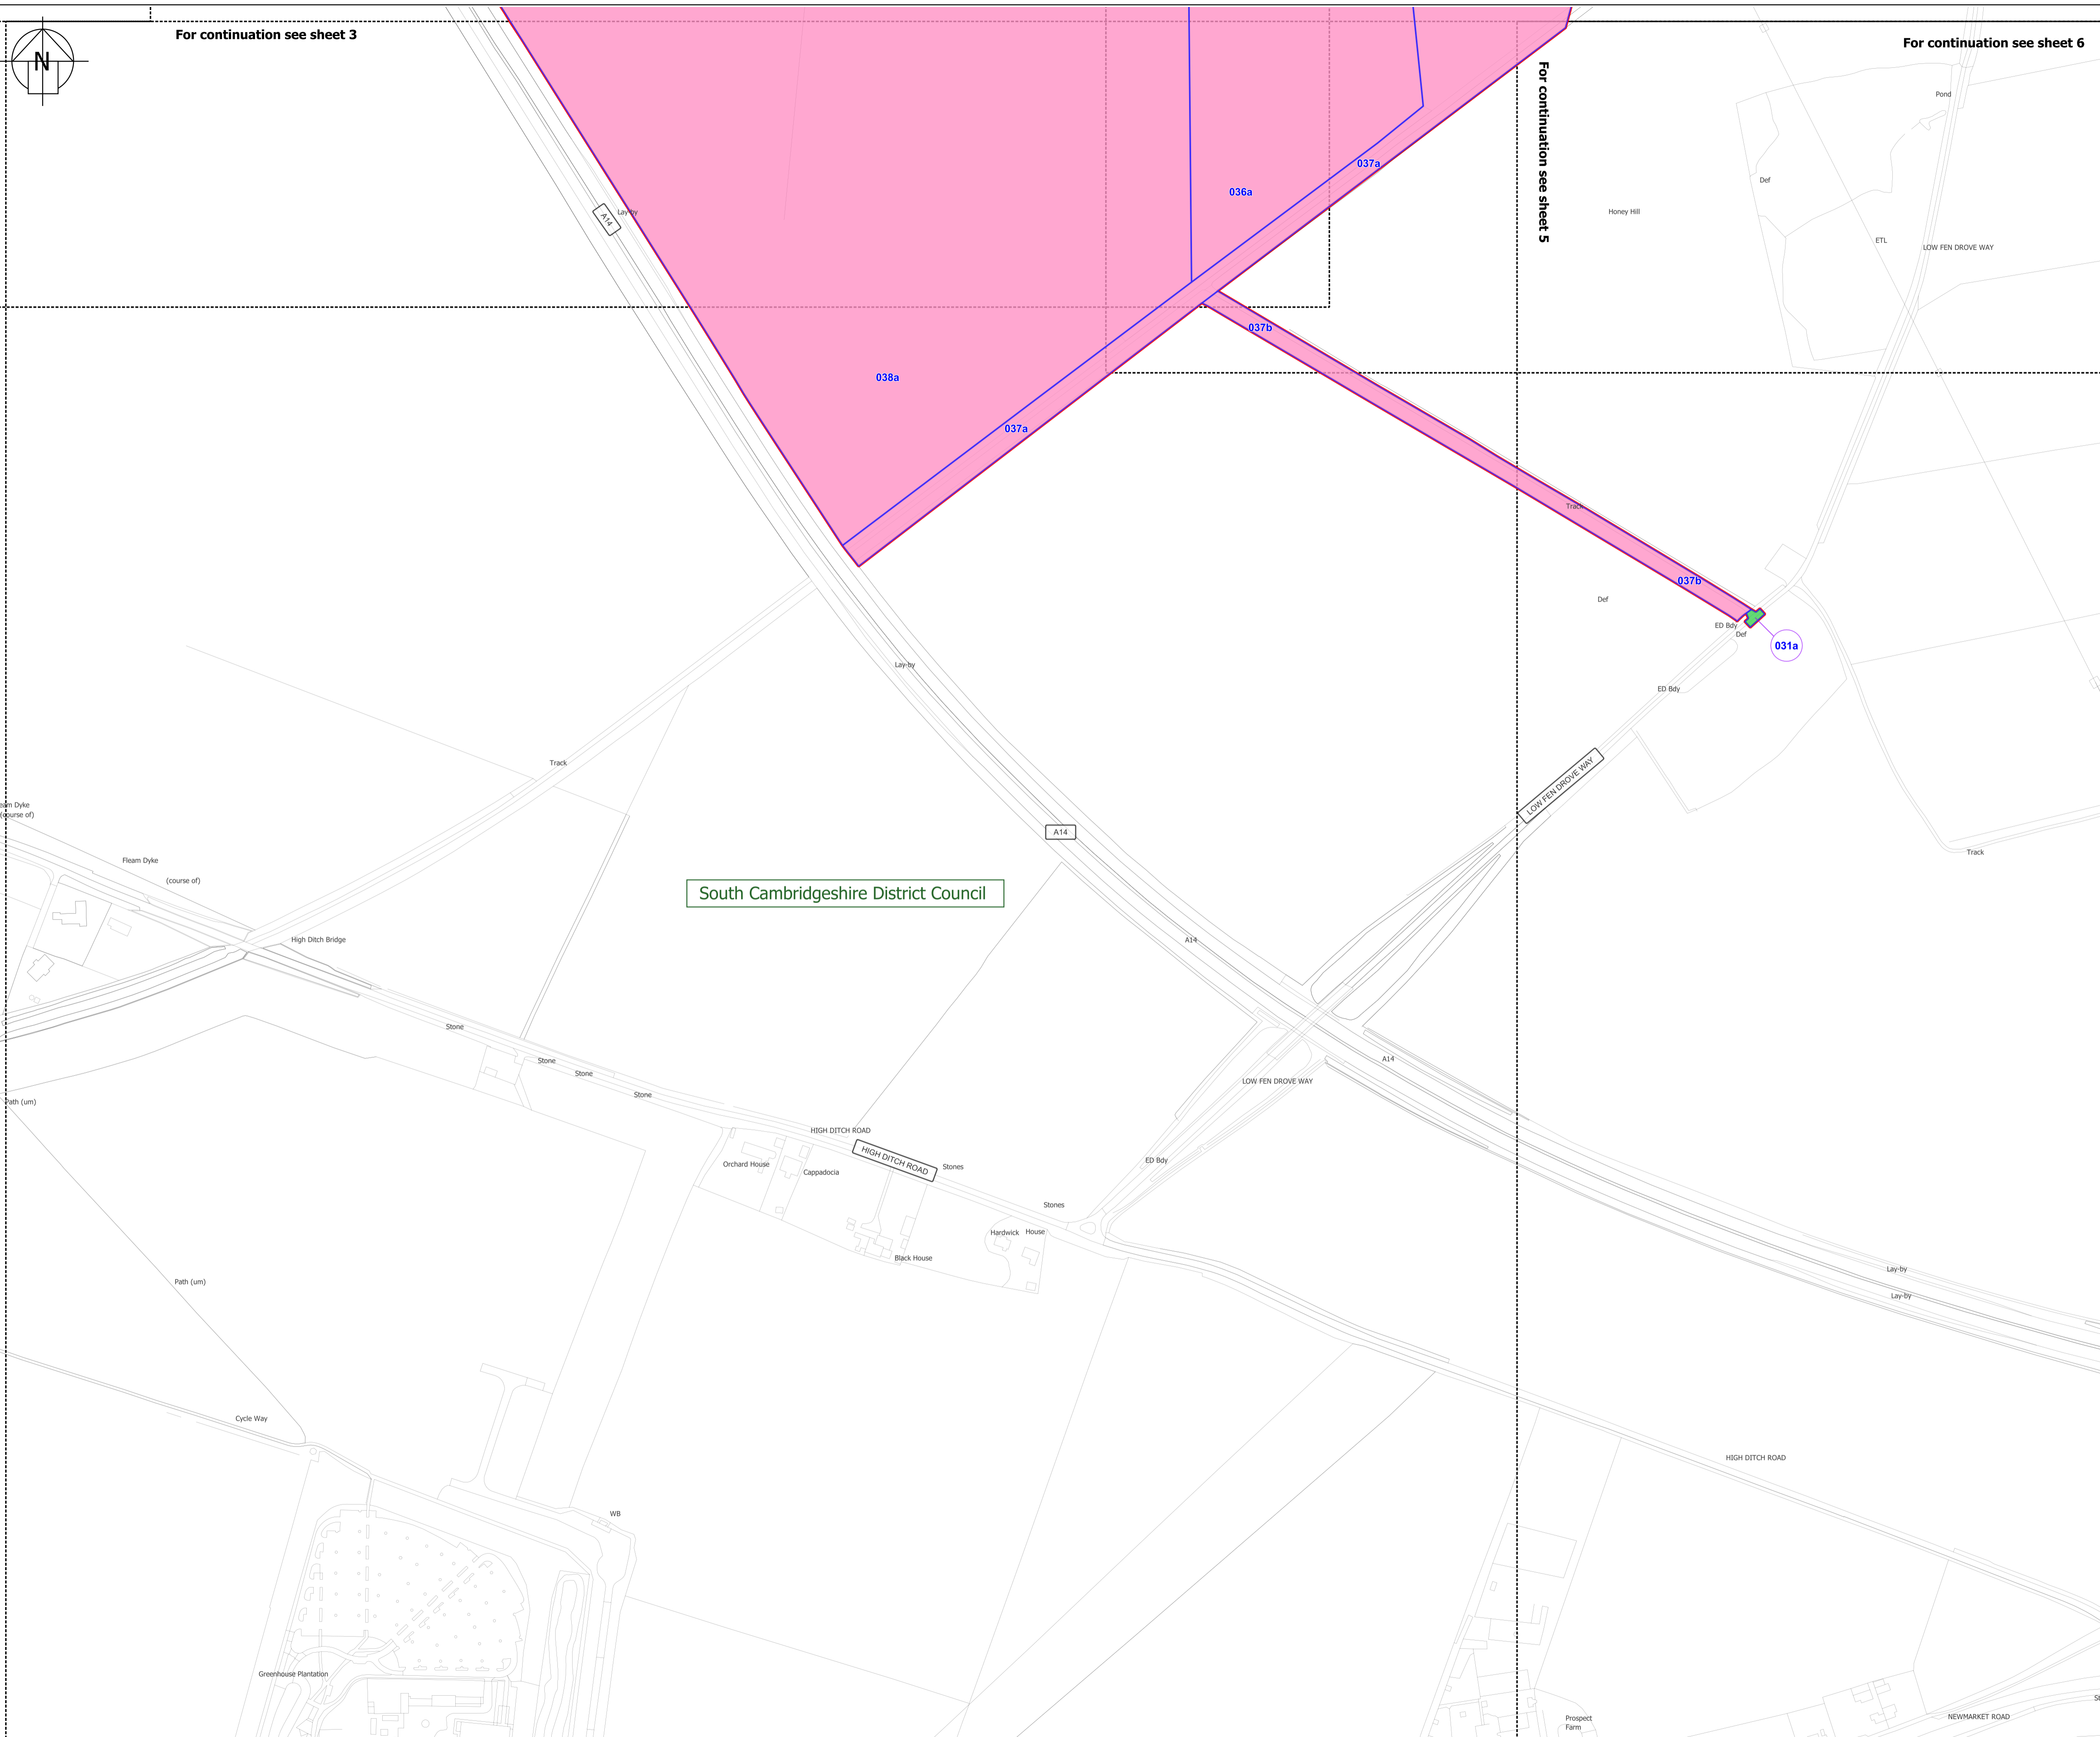 For continuation see sheet 3
N
For continuation see sheet 6
For continuation see sheet 5
Pond
037a
Def
036a
A14
Lay-by
Honey Hill
ETL
LOW FEN DROVE WAY
037b
038a
037a
Track
037b
Def
ED Bdy
Def
031a
Lay-by
ED Bdy
Track
LOW FEN DROVE WAY
Dyke
(course of)
A14
Track
Fleam Dyke
(course of)
South Cambridgeshire District Council
High Ditch Bridge
A14
Stone
Stone
A14
Stone
LOW FEN DROVE WAY
Stone
Path (um)
HIGH DITCH ROAD
HIGH DITCH ROAD
Orchard House
Cappadocia
Stones
ED Bdy
Stones
Hardwick House
Black House
Lay-by
Path (um)
Lay-by
Cycle Way
HIGH DITCH ROAD
WB
Greenhouse Plantation
Prospect
Farm
NEWMARKET ROAD